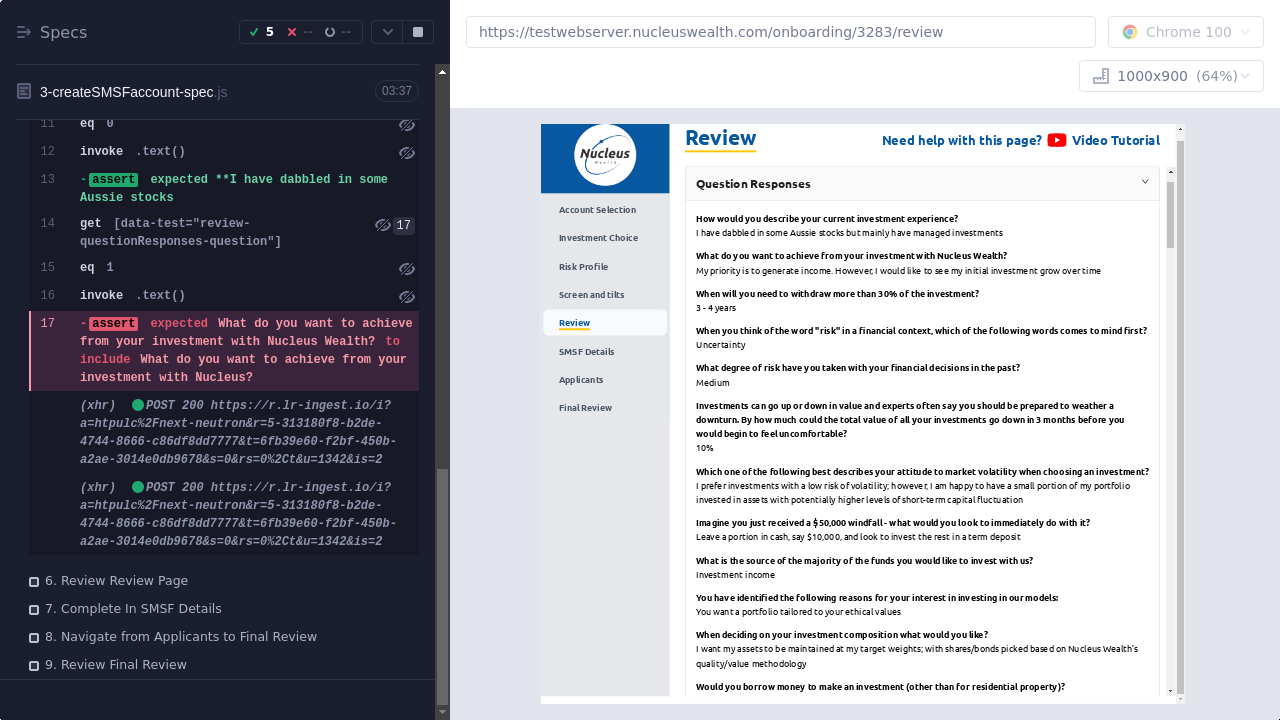 Specs
5
--
--
3-createSMSFaccount-spec.js
03:37
11 eq 0
12 invoke .text()
13 -assert expected **I have dabbled in some
Aussie stocks
14 get [data-test="review-
questionResponses-question"]
17
15 eq 1
16 invoke .text()
17 -assert expected What do you want to achieve
from your investment with Nucleus Wealth? to
include What do you want to achieve from your
investment with Nucleus?
(xhr) POST 200 https://r.lr-ingest.io/i?
a=htpulc%2Fnext-neutron&r=5-313180f8-b2de-
4744-8666-c86df8dd7777&t=6fb39e60-f2bf-450b-
a2ae-3014e0db9678&s=0&rs=0%2Ct&u=1342&is=2
(xhr) POST 200 https://r.lr-ingest.io/i?
a=htpulc%2Fnext-neutron&r=5-313180f8-b2de-
4744-8666-c86df8dd7777&t=6fb39e60-f2bf-450b-
a2ae-3014e0db9678&s=0&rs=0%2Ct&u=1342&is=2
6. Review Review Page
7. Complete In SMSF Details
8. Navigate from Applicants to Final Review
9. Review Final Review
https://testwebserver.nucleuswealth.com/onboarding/3283/review
Chrome 100
1000x900 (64%)
Nucleus
Wealth
Account Selection
Investment Choice
Risk Profile
Screen and tilts
Review
SMSF Details
Applicants
Final Review
Review
Need help with this page? Video Tutorial
Question Responses
How would you describe your current investment experience?
I have dabbled in some Aussie stocks but mainly have managed investments
What do you want to achieve from your investment with Nucleus Wealth?
My priority is to generate income. However, I would like to see my initial investment grow over time
When will you need to withdraw more than 30% of the investment?
3 - 4 years
When you think of the word "risk" in a financial context, which of the following words comes to mind first?
Uncertainty
What degree of risk have you taken with your financial decisions in the past?
Medium
Investments can go up or down in value and experts often say you should be prepared to weather a
downturn. By how much could the total value of all your investments go down in 3 months before you
would begin to feel uncomfortable?
10%
Which one of the following best describes your attitude to market volatility when choosing an investment?
I prefer investments with a low risk of volatility; however, I am happy to have a small portion of my portfolio
invested in assets with potentially higher levels of short-term capital fluctuation
Imagine you just received a $50,000 windfall - what would you look to immediately do with it?
Leave a portion in cash, say $10,000, and look to invest the rest in a term deposit
What is the source of the majority of the funds you would like to invest with us?
Investment income
You have identified the following reasons for your interest in investing in our models:
You want a portfolio tailored to your ethical values
When deciding on your investment composition what would you like?
I want my assets to be maintained at my target weights; with shares/bonds picked based on Nucleus Wealth's
quality/value methodology
Would you borrow money to make an investment (other than for residential property)?